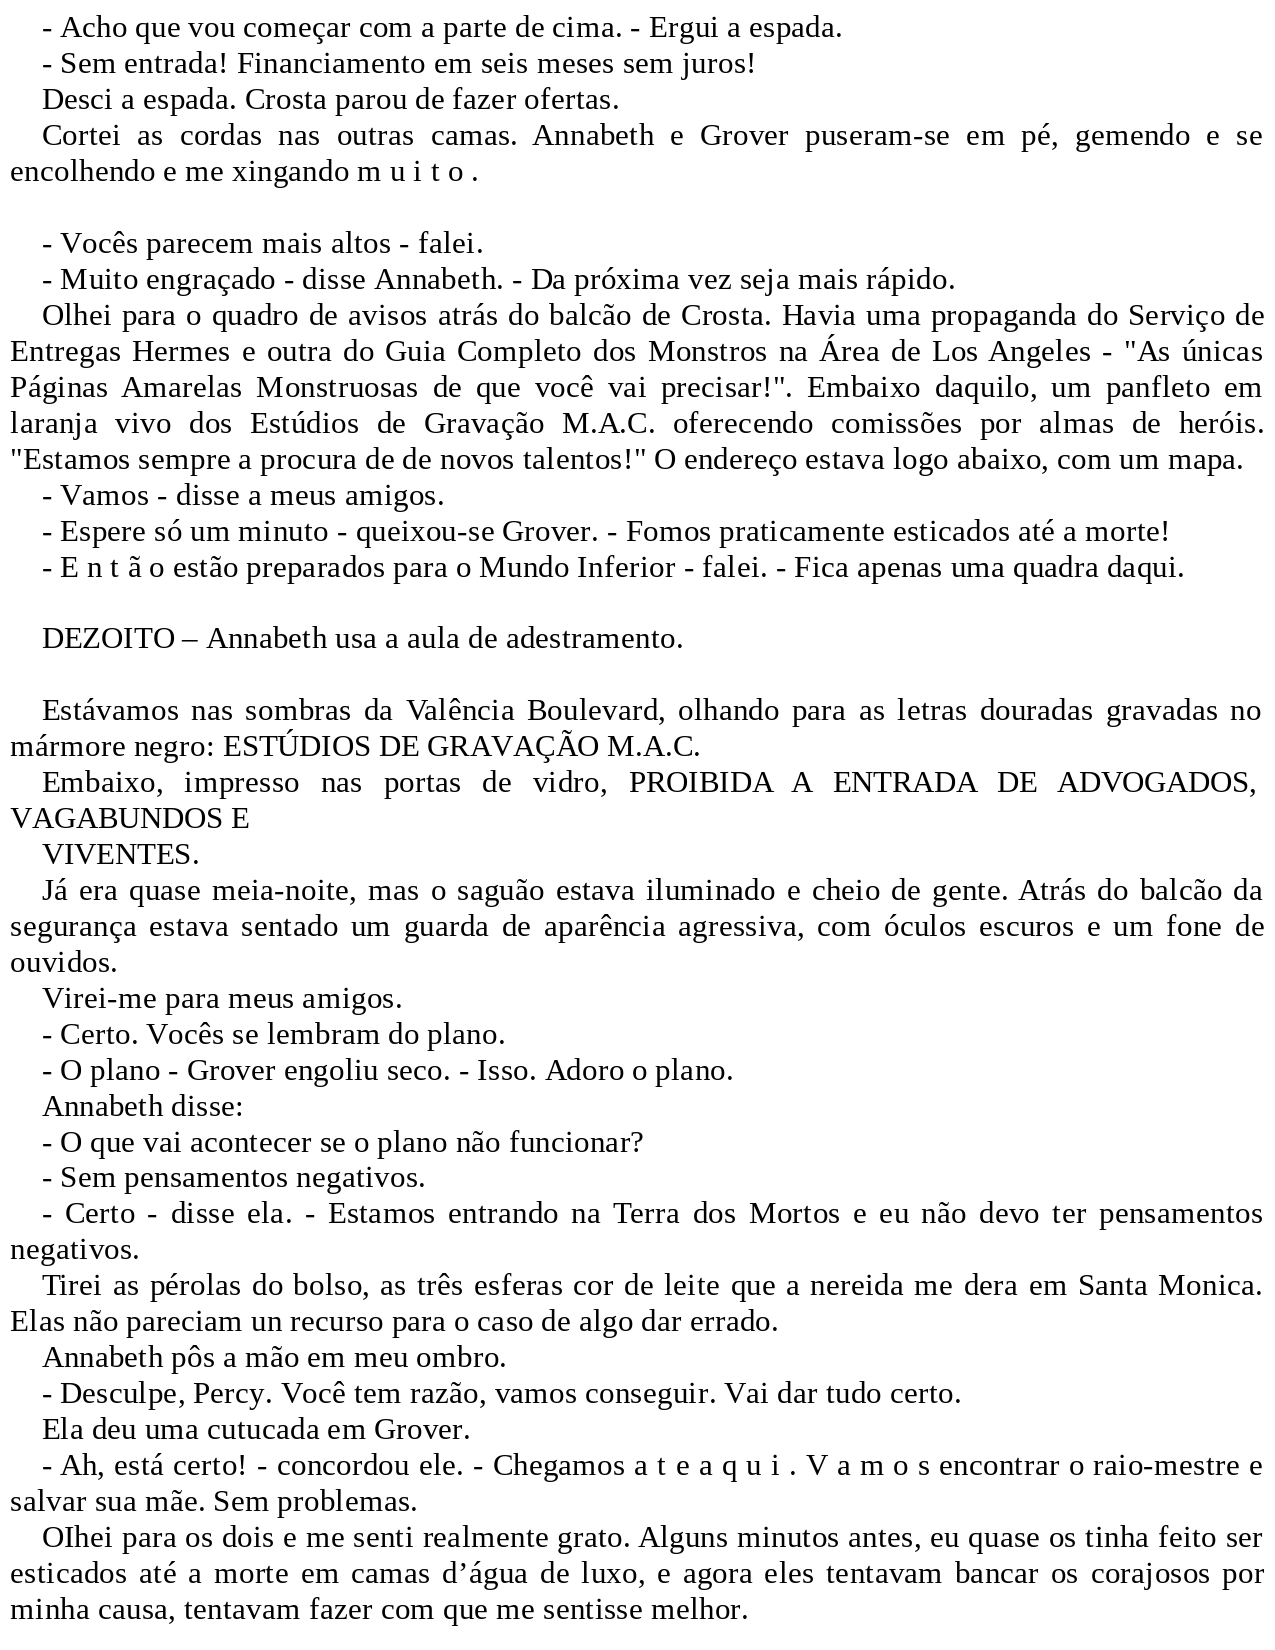 - Acho que vou começar com a parte de cima. - Ergui a espada.
- Sem entrada! Financiamento em seis meses sem juros!
Desci a espada. Crosta parou de fazer ofertas.
Cortei as cordas nas outras camas. Annabeth e Grover puseram-se em pé, gemendo e se
encolhendo e me xingando m u i t o .
- Vocês parecem mais altos - falei.
- Muito engraçado - disse Annabeth. - Da próxima vez seja mais rápido.
Olhei para o quadro de avisos atrás do balcão de Crosta. Havia uma propaganda do Serviço de
Entregas Hermes e outra do Guia Completo dos Monstros na Área de Los Angeles - "As únicas
Páginas Amarelas Monstruosas de que você vai precisar!". Embaixo daquilo, um panfleto em
laranja vivo dos Estúdios de Gravação M.A.C. oferecendo comissões por almas de heróis.
"Estamos sempre a procura de de novos talentos!" O endereço estava logo abaixo, com um mapa.
- Vamos - disse a meus amigos.
- Espere só um minuto - queixou-se Grover. - Fomos praticamente esticados até a morte!
- E n t ã o estão preparados para o Mundo Inferior - falei. - Fica apenas uma quadra daqui.
DEZOITO – Annabeth usa a aula de adestramento.
Estávamos nas sombras da Valência Boulevard, olhando para as letras douradas gravadas no
mármore negro: ESTÚDIOS DE GRAVAÇÃO M.A.C.
Embaixo, impresso nas portas de vidro, PROIBIDA A ENTRADA DE ADVOGADOS,
VAGABUNDOS E
VIVENTES.
Já era quase meia-noite, mas o saguão estava iluminado e cheio de gente. Atrás do balcão da
segurança estava sentado um guarda de aparência agressiva, com óculos escuros e um fone de
ouvidos.
Virei-me para meus amigos.
- Certo. Vocês se lembram do plano.
- O plano - Grover engoliu seco. - Isso. Adoro o plano.
Annabeth disse:
- O que vai acontecer se o plano não funcionar?
- Sem pensamentos negativos.
- Certo - disse ela. - Estamos entrando na Terra dos Mortos e eu não devo ter pensamentos
negativos.
Tirei as pérolas do bolso, as três esferas cor de leite que a nereida me dera em Santa Monica.
Elas não pareciam un recurso para o caso de algo dar errado.
Annabeth pôs a mão em meu ombro.
- Desculpe, Percy. Você tem razão, vamos conseguir. Vai dar tudo certo.
Ela deu uma cutucada em Grover.
- Ah, está certo! - concordou ele. - Chegamos a t e a q u i . V a m o s encontrar o raio-mestre e
salvar sua mãe. Sem problemas.
OIhei para os dois e me senti realmente grato. Alguns minutos antes, eu quase os tinha feito ser
esticados até a morte em camas d’água de luxo, e agora eles tentavam bancar os corajosos por
minha causa, tentavam fazer com que me sentisse melhor.